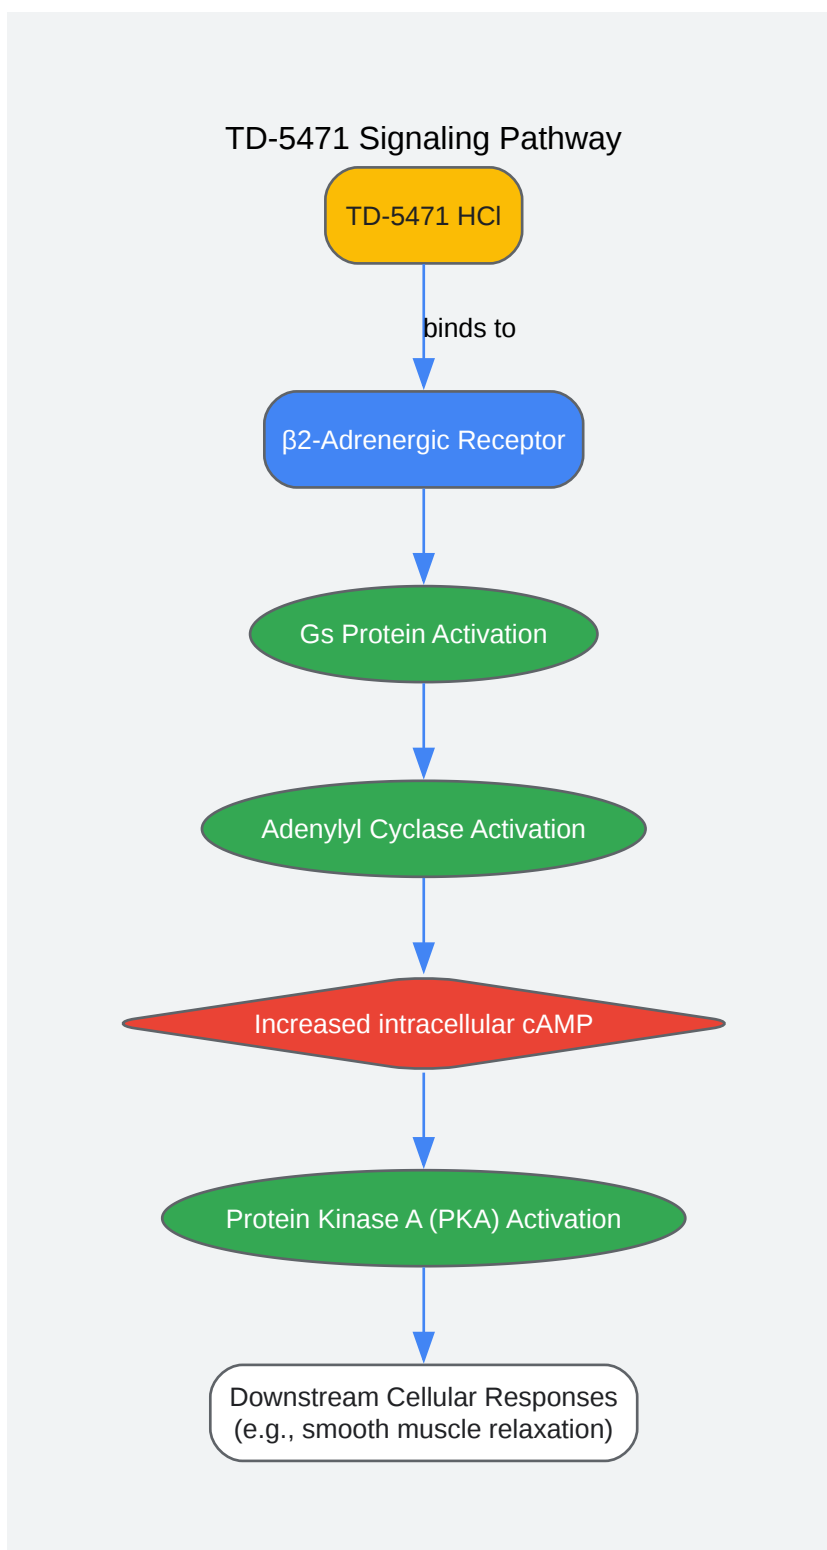 TD-5471 Signaling Pathway
TD-5471 HCl
binds to
β2-Adrenergic Receptor
Gs Protein Activation
Adenylyl Cyclase Activation
Increased intracellular cAMP
Protein Kinase A (PKA) Activation
Downstream Cellular Responses
(e.g., smooth muscle relaxation)